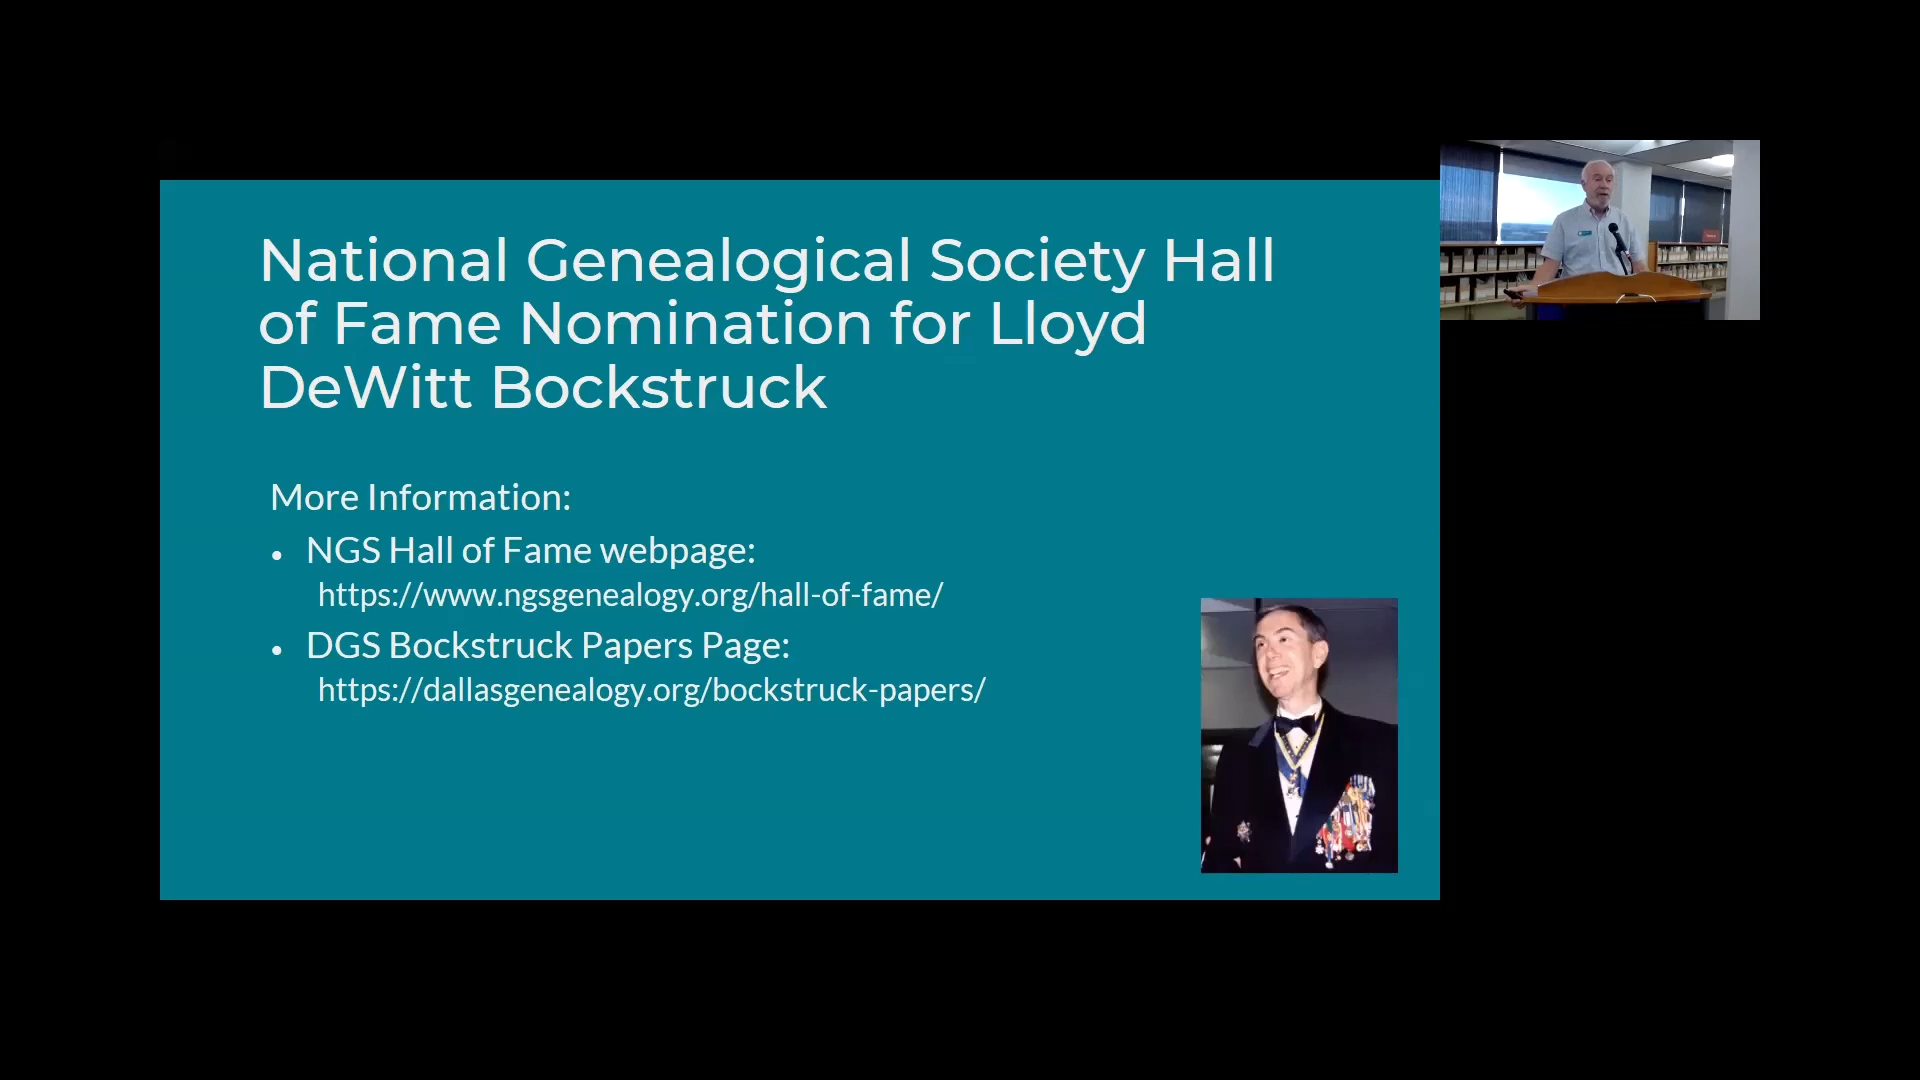 National Genealogical Society Hall
of Fame Nomination for Lloyd
DeWitt Bockstruck
More Information:
• NGS Hall of Fame webpage:
https://www.ngsgenealogy.org/hall-of-fame/
• DGS Bockstruck Papers Page:
https://dallasgenealogy.org/bockstruck-papers/